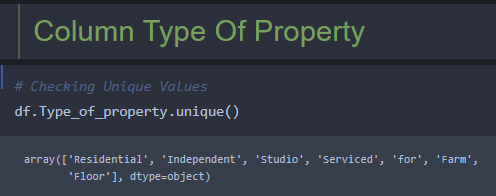 Column Type Of Property
# Checking Unique Values
df.Type_of_property.unique()
array(['Residential', 'Independent', 'Studio', 'Serviced', 'for', 'Farm',
'Floor'], dtype=object)